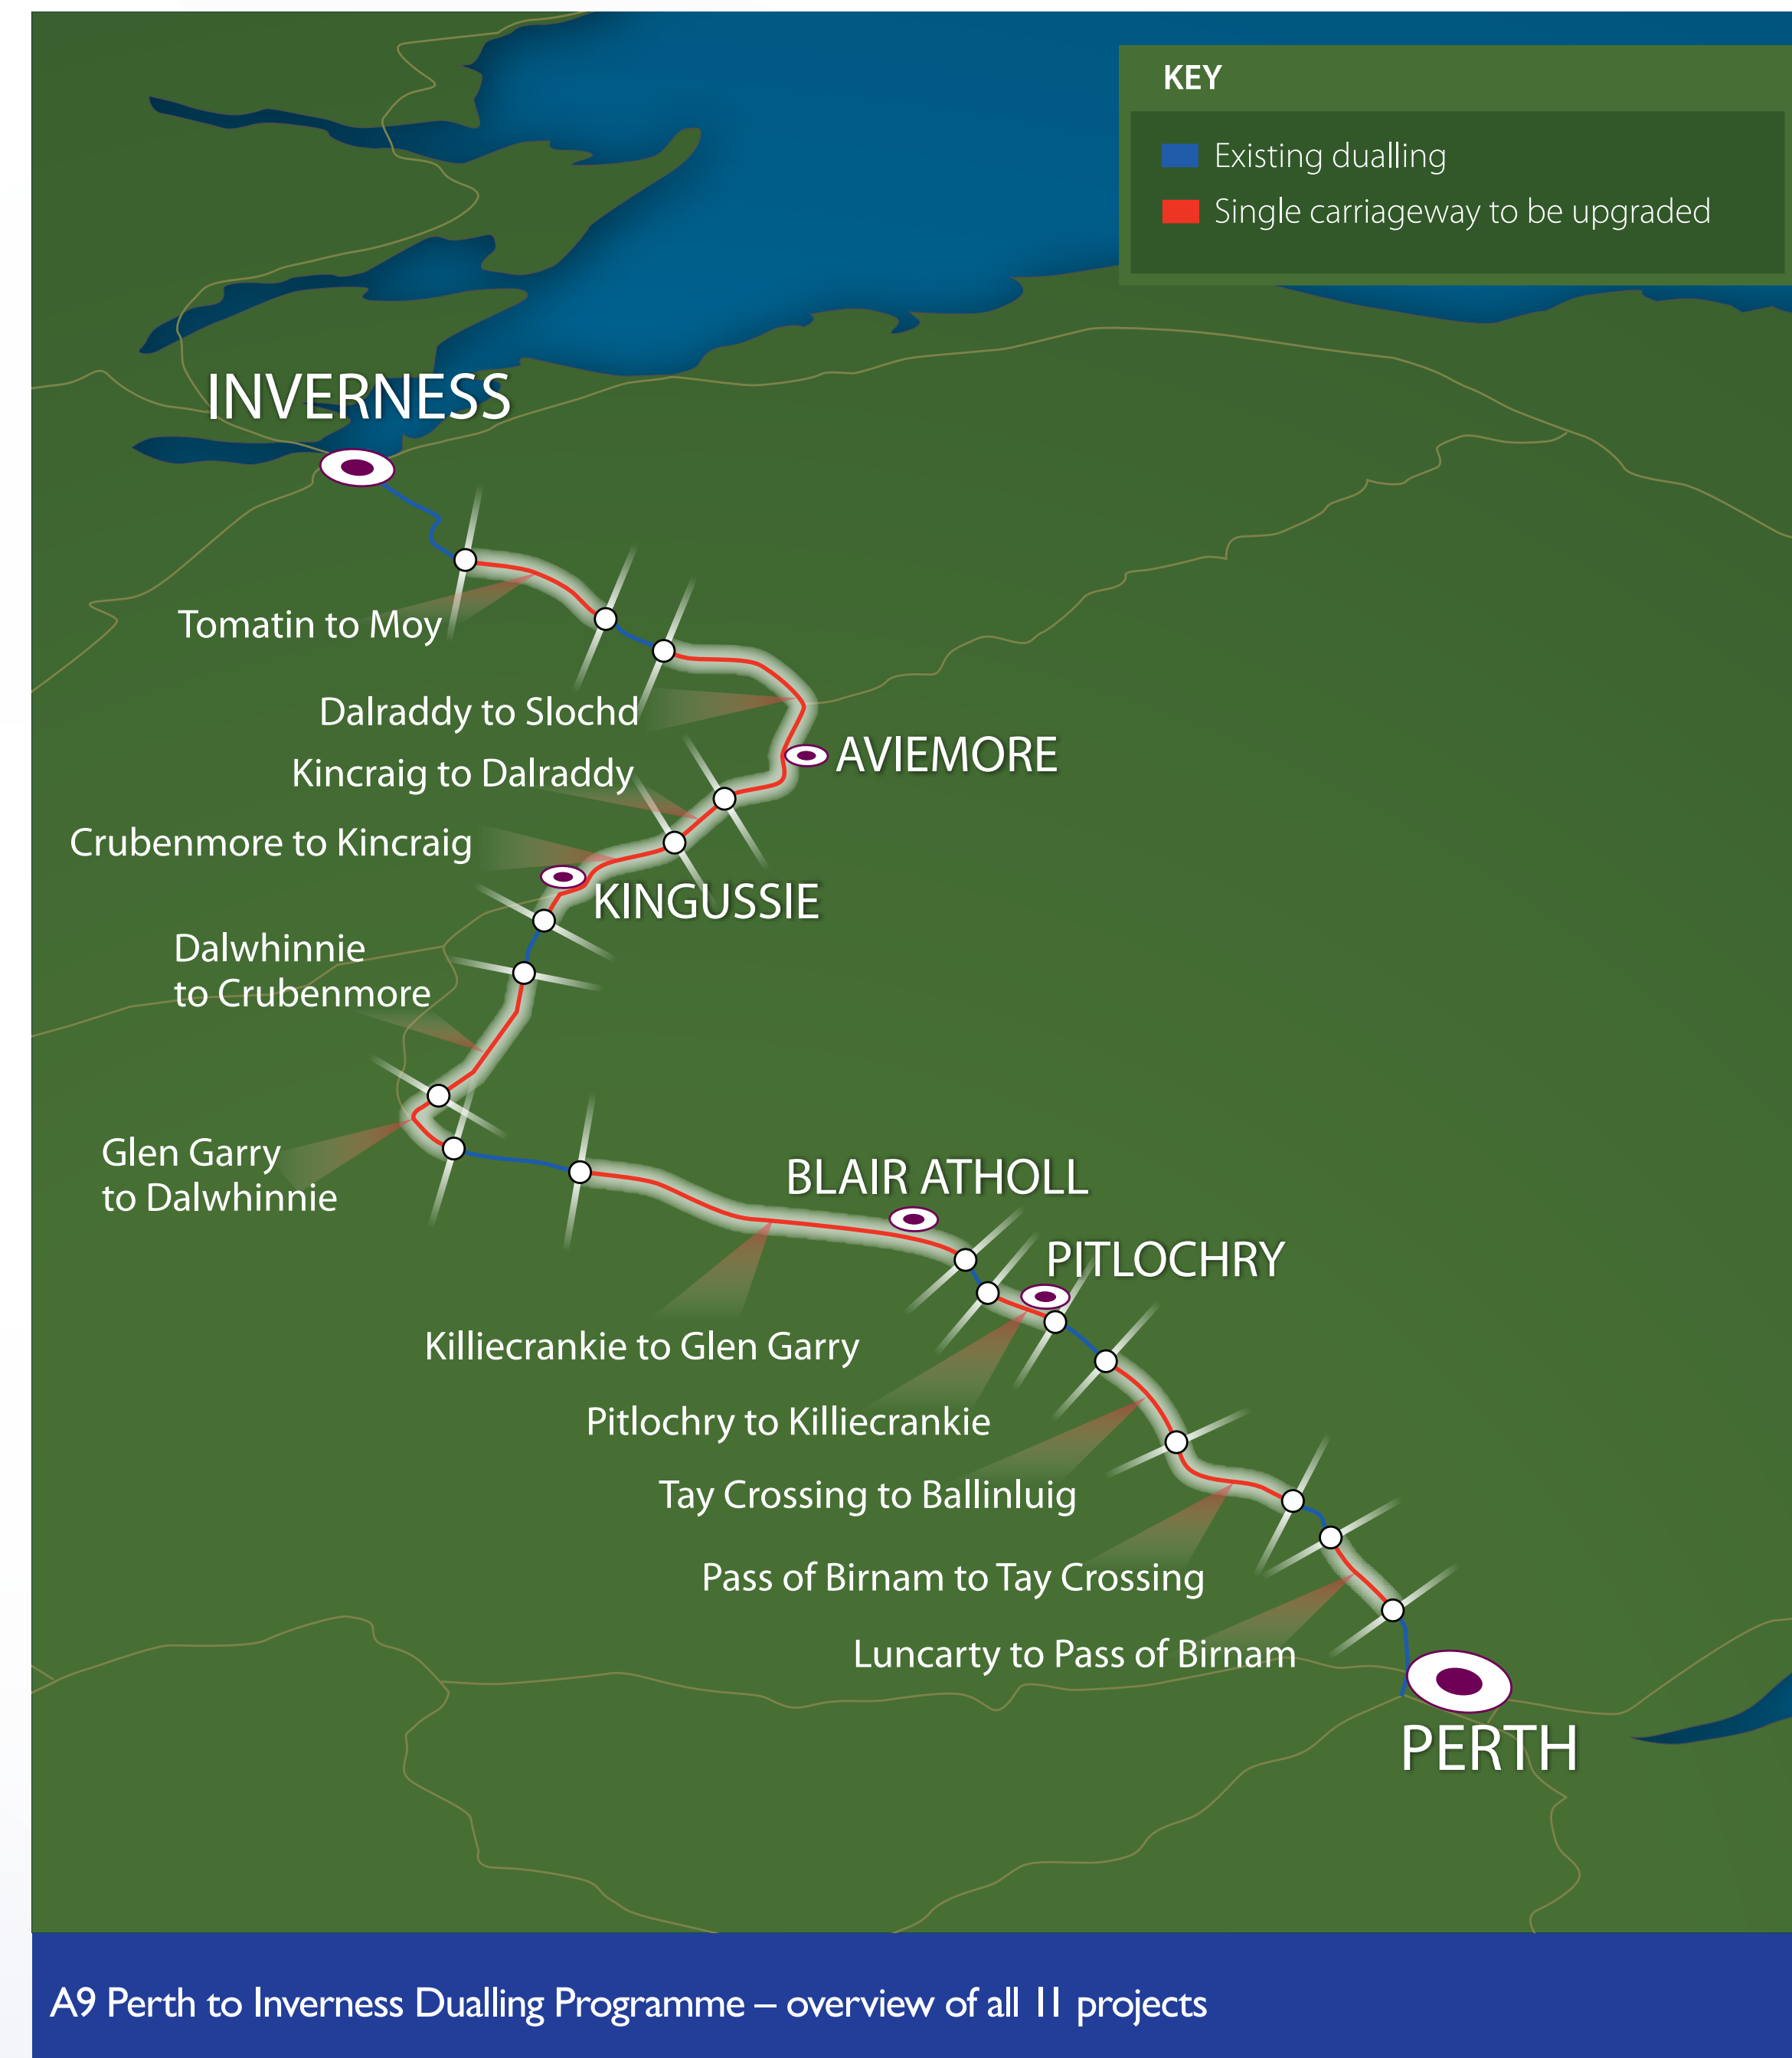 KEY
Existing dualling
Single carriageway to be upgraded
INVERNESS
Tomatin to Moy
Dalraddy to Slochd
AVIEMORE
Kincraig to Dalraddy
Crubenmore to Kincraig
KINGUSSIE
Dalwhinnie
to Crubenmore
Glen Garry
to Dalwhinnie
BLAIR ATHOLL
PITLOCHRY
Killiecrankie to Glen Garry
Pitlochry to Killiecrankie
Tay Crossing to Ballinluig
Pass of Birnam to Tay Crossing
Luncarty to Pass of Birnam
PERTH
A9 Perth to Inverness Dualling Programme – overview of all 11 projects